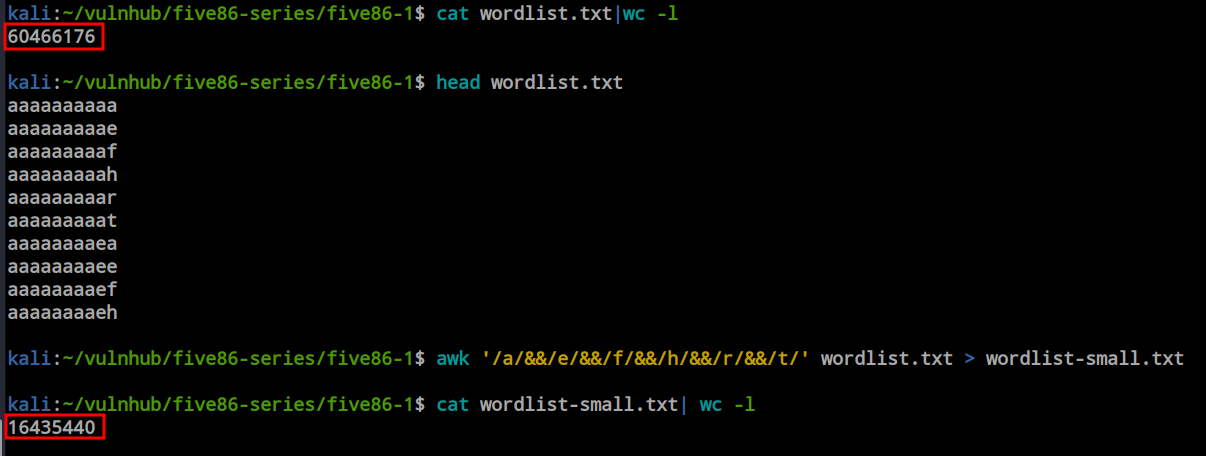 kali:~/vulnhub/five86-series/five86-1$ cat wordlist.txt|wc -l
60466176
kali:~/vulnhub/five86-series/five86-1$ head wordlist.txt
aaaaaaaaaa
aaaaaaaaae
aaaaaaaaaf
aaaaaaaaah
aaaaaaaaar
aaaaaaaaat
aaaaaaaaea
aaaaaaaaee
aaaaaaaaef
aaaaaaaaeh
kali:~/vulnhub/five86-series/five86-1$ awk '/a/&&/e/&&/f/&&/h/&&/r/&&/t/' wordlist.txt > wordlist-small.txt
kali:~/vulnhub/five86-series/five86-1$ cat wordlist-small.txt| wc -l
16435440